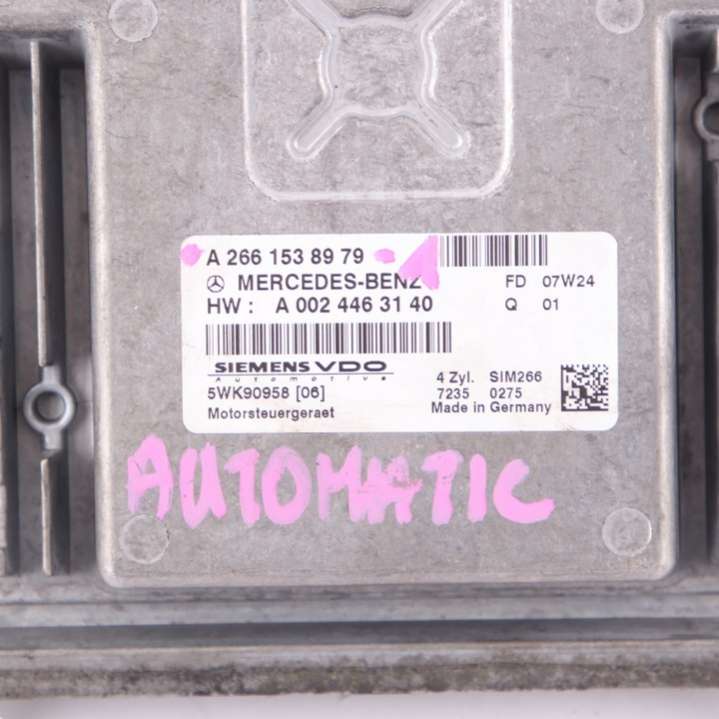 A 266 153 89 79
MERCEDES-BENZ FD 07W24
HW : A 002 446 31 40 Q 01
SIEMENS VDO
Automotive
5WK90958 [06] 4 Zyl. SIM266
7235 0275
Motorsteuergeraet Made in Germany
AUTOMATIC